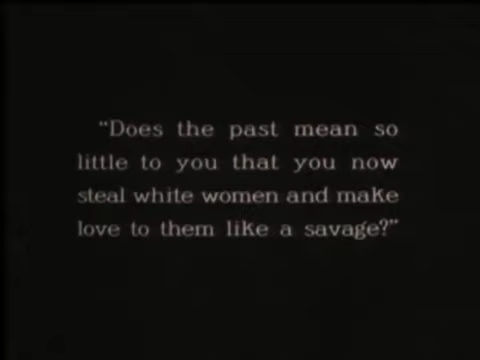 “Does the past mean so
little to you that you now
steal white women and make
love to them like a savage?”